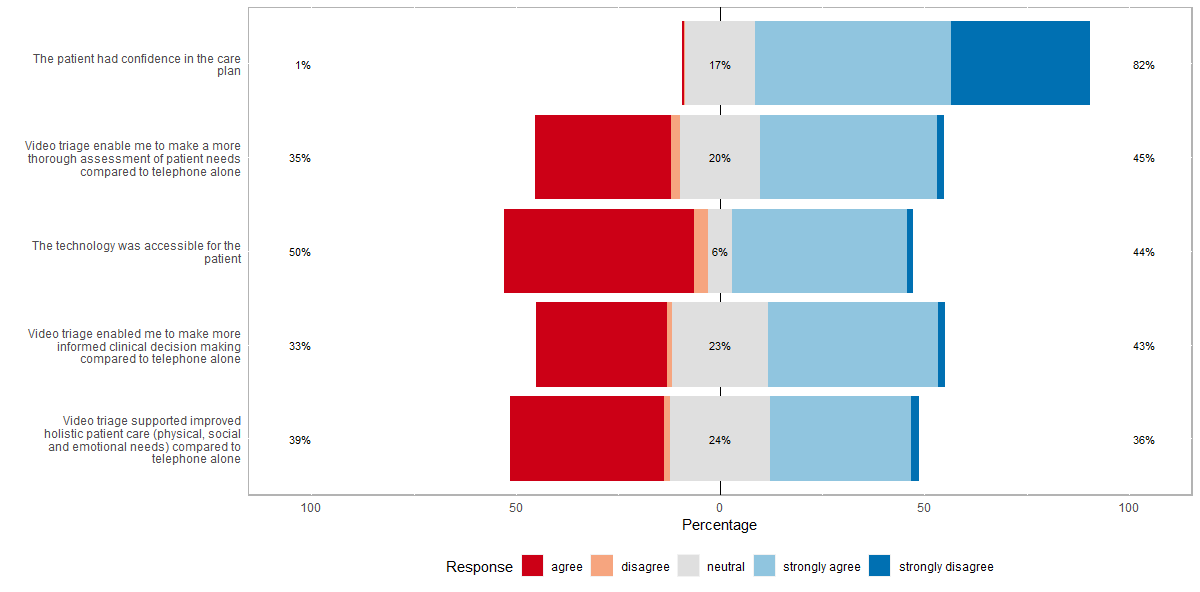 The patient had confidence in the care
plan
1%
17%
82%
Video triage enable me to make a more
thorough assessment of patient needs
compared to telephone alone
35%
20%
45%
The technology was accessible for the
patient
50%
6%
44%
Video triage enabled me to make more
informed clinical decision making
compared to telephone alone
33%
23%
43%
Video triage supported improved
holistic patient care (physical, social
and emotional needs) compared to
telephone alone
39%
24%
36%
100 50 0 50 100
Percentage
Response agree disagree neutral strongly agree strongly disagree